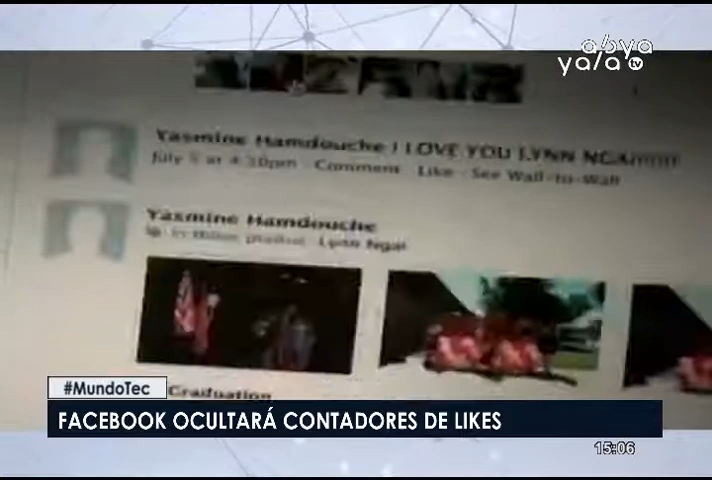 abya
yala tv
Yasmine Hamdouche I LOVE YOU LYNN
July 5 at 4:30pm · Comment · Like · See Wall-to-Wall
Yasmine Hamdouche
Lynn Ngai
Graduation
#MundoTec
FACEBOOK OCULTARÁ CONTADORES DE LIKES
15:06